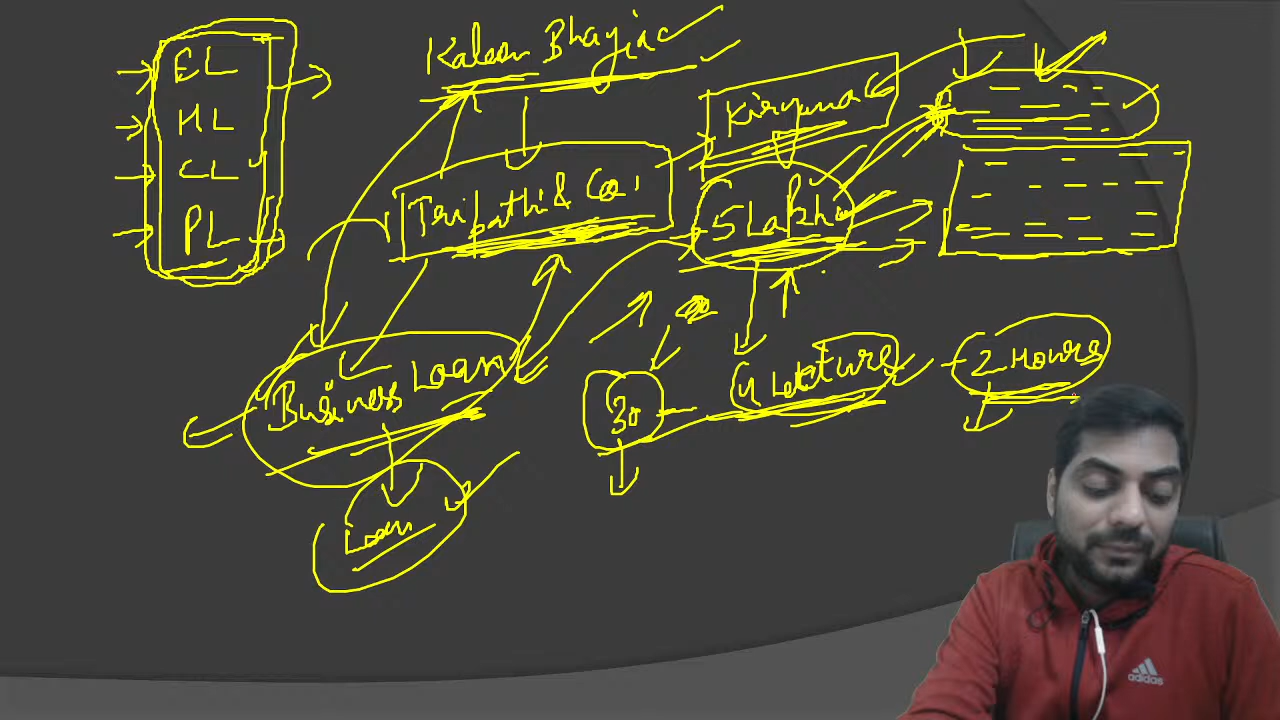 EL
HL
CL
PL
Kaleen Bhaiya
Tripathi & Co.
Kiryana
5 Lakh
Business Loan
Loan
30
4 Lecture
2 Hours
adidas